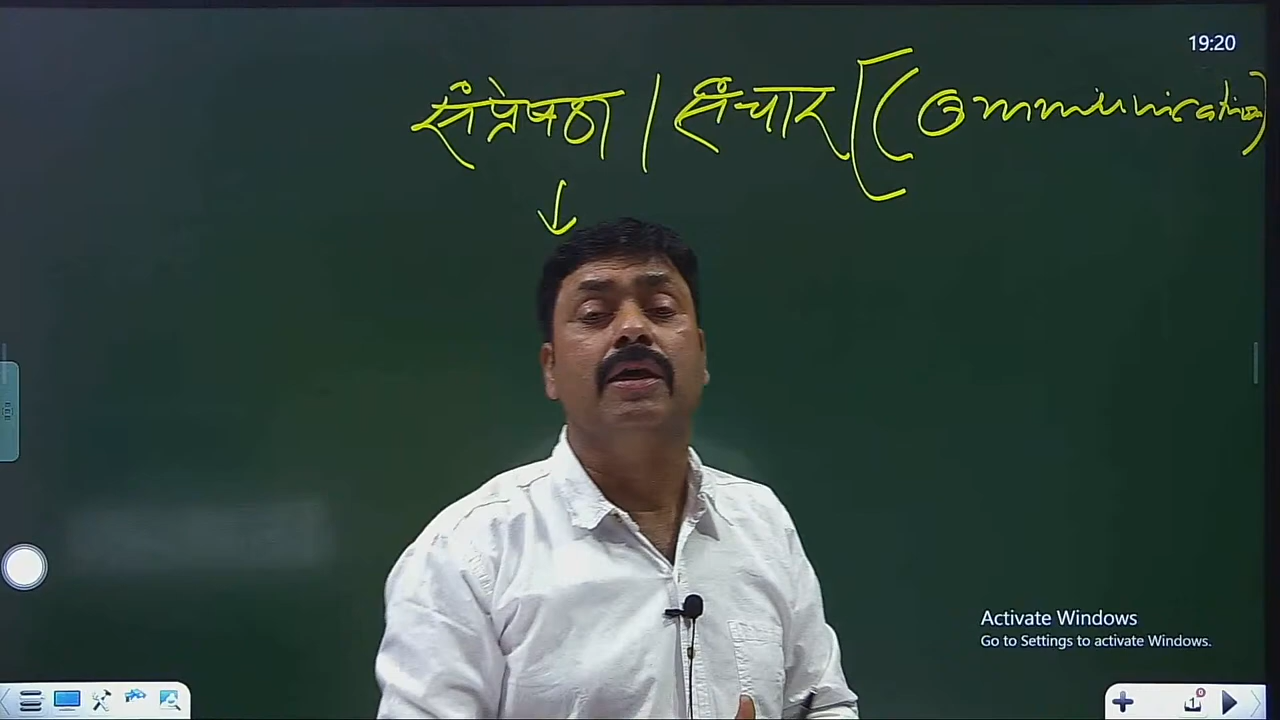 19:20
संप्रेषण / संचार [(Communication)
Activate Windows
Go to Settings to activate Windows.